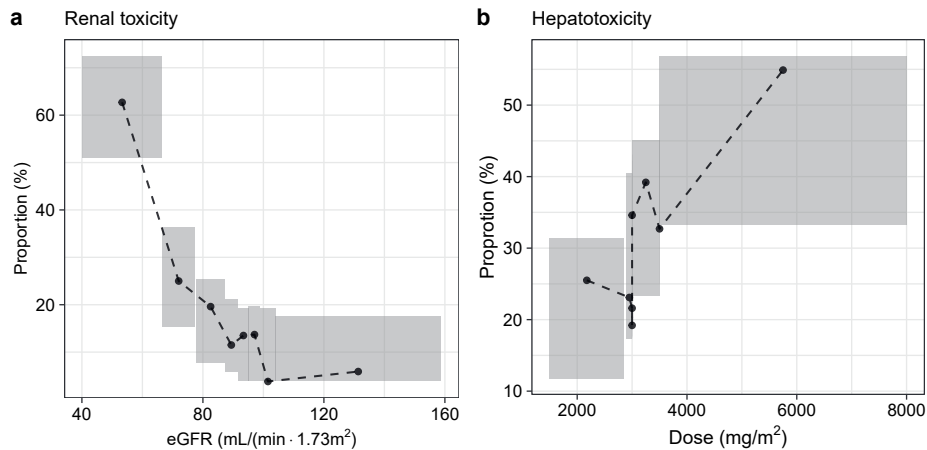 a Renal toxicity
Proportion (%)
60
40
20
40 80 120 160
eGFR (mL/(min · 1.73m²)
b Hepatotoxicity
Proprotion (%)
50
40
30
20
10
2000 4000 6000 8000
Dose (mg/m²)